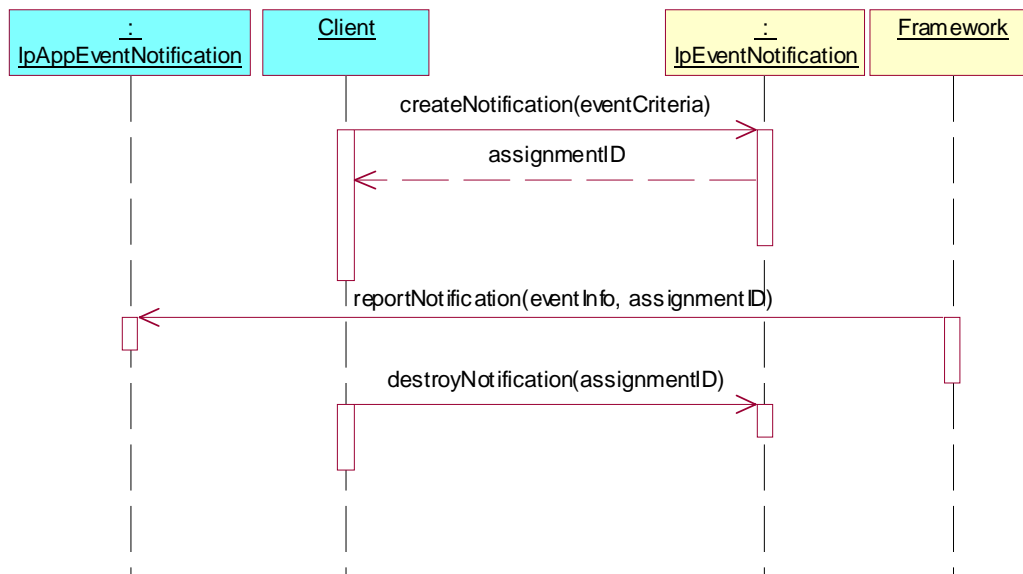 :
IpAppEventNotification
Client
:
IpEventNotification
Framework
createNotification(eventCriteria)
assignmentID
reportNotification(eventInfo, assignmentID)
destroyNotification(assignmentID)